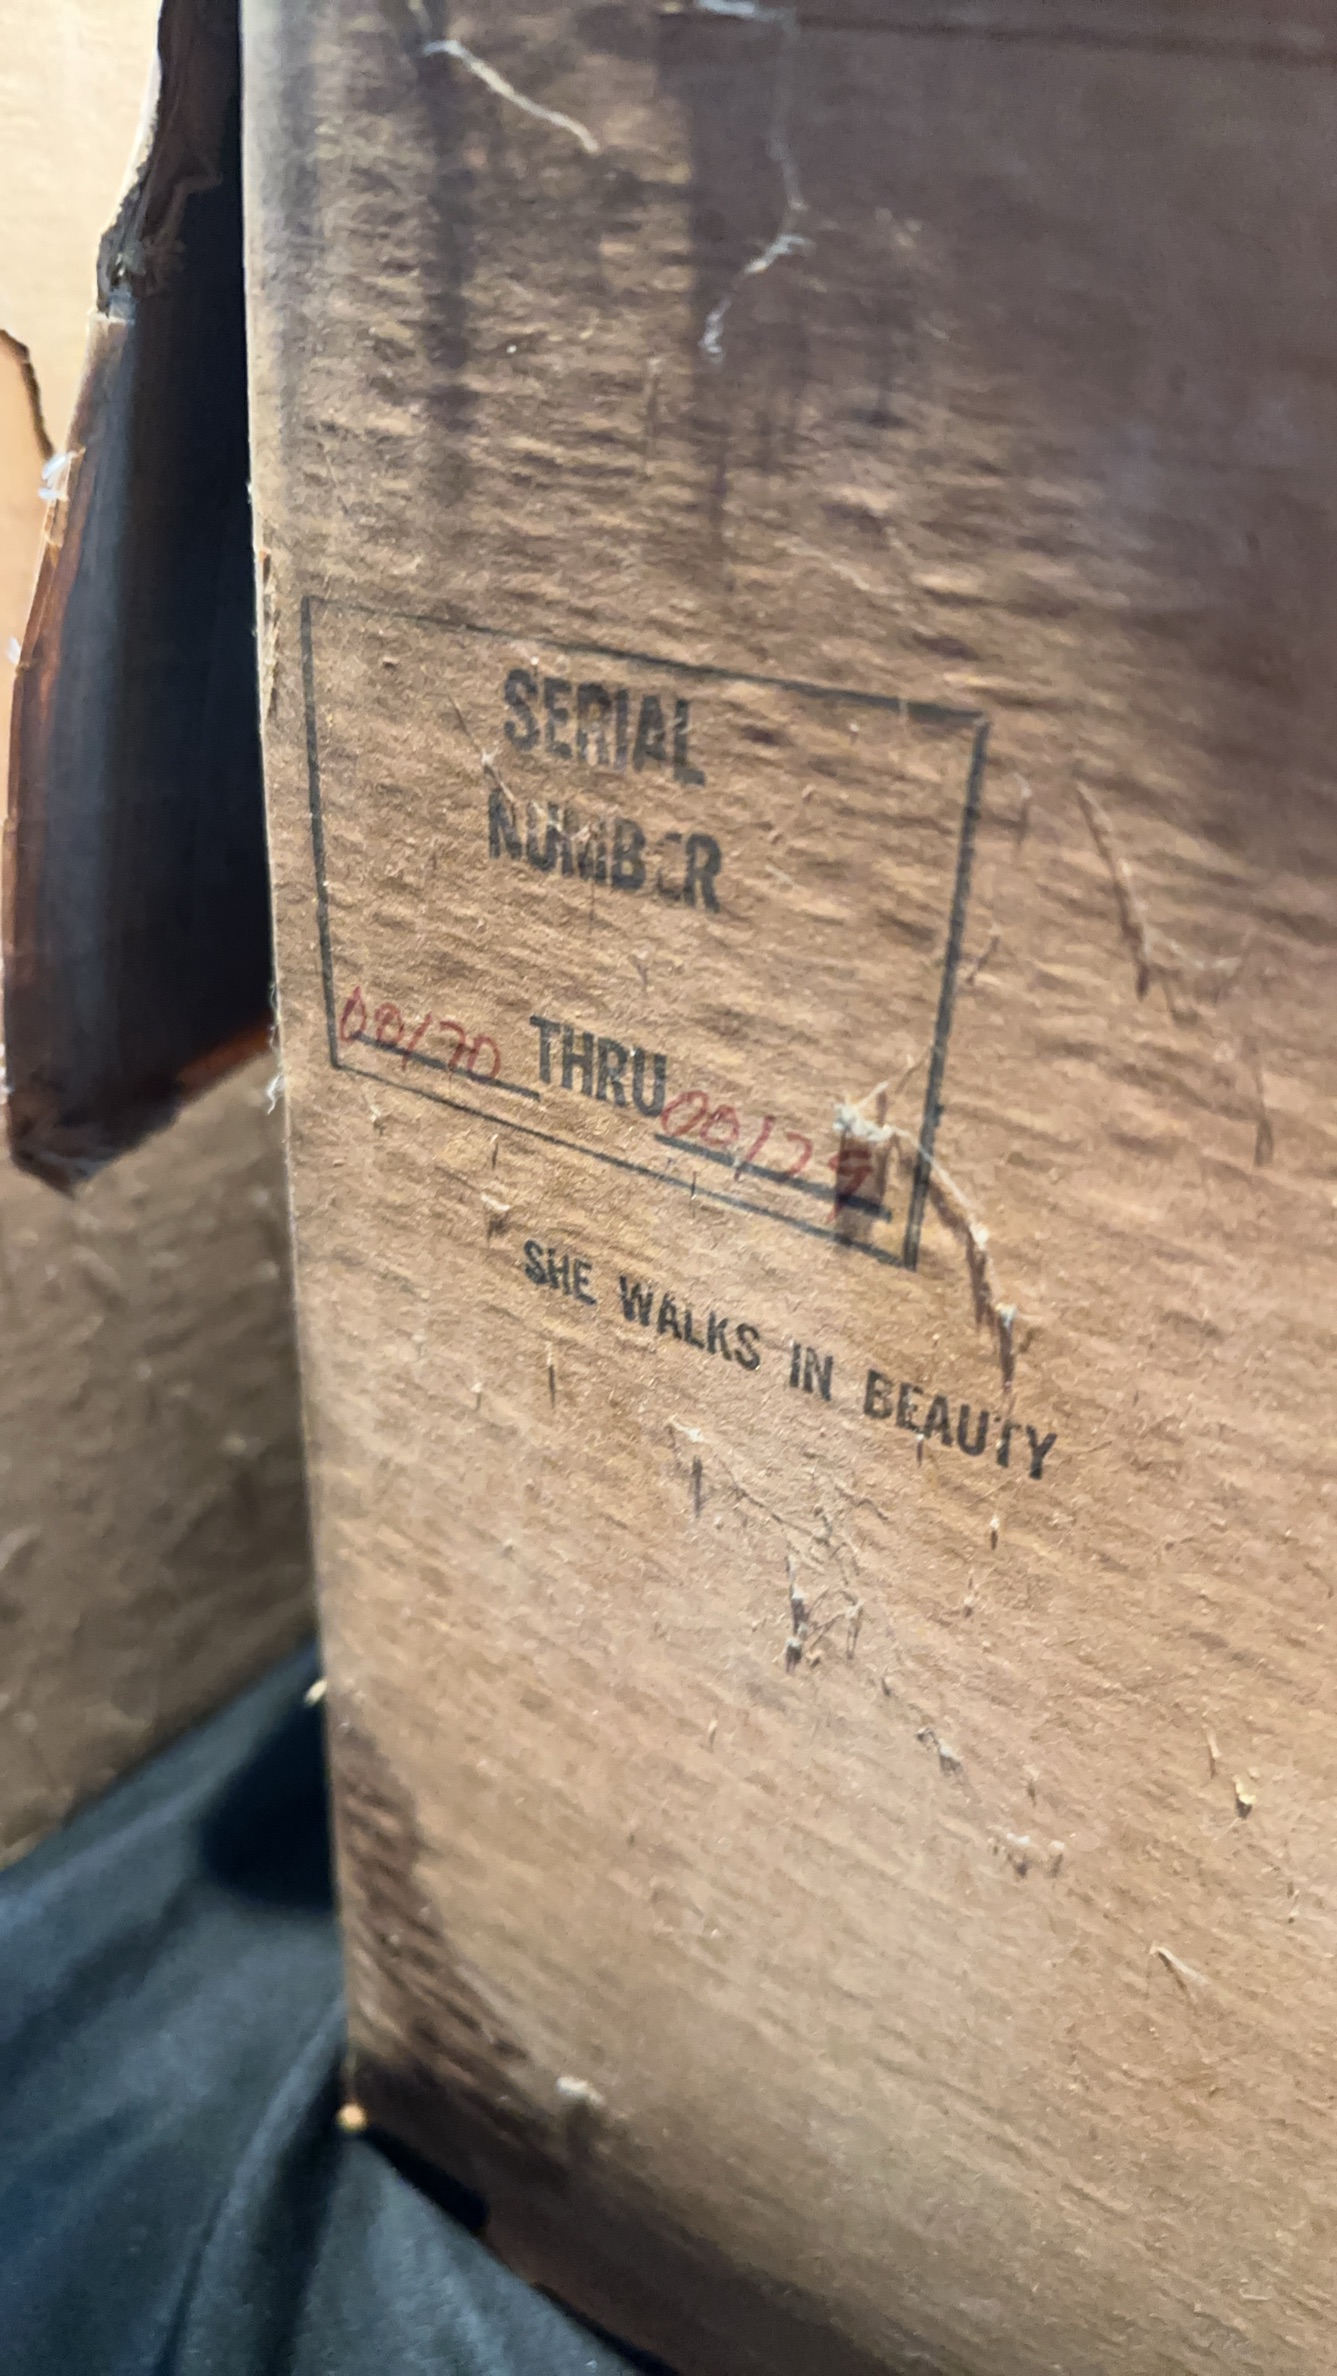 SERIAL
NUMBER
00170 THRU
SHE WALKS IN BEAUTY